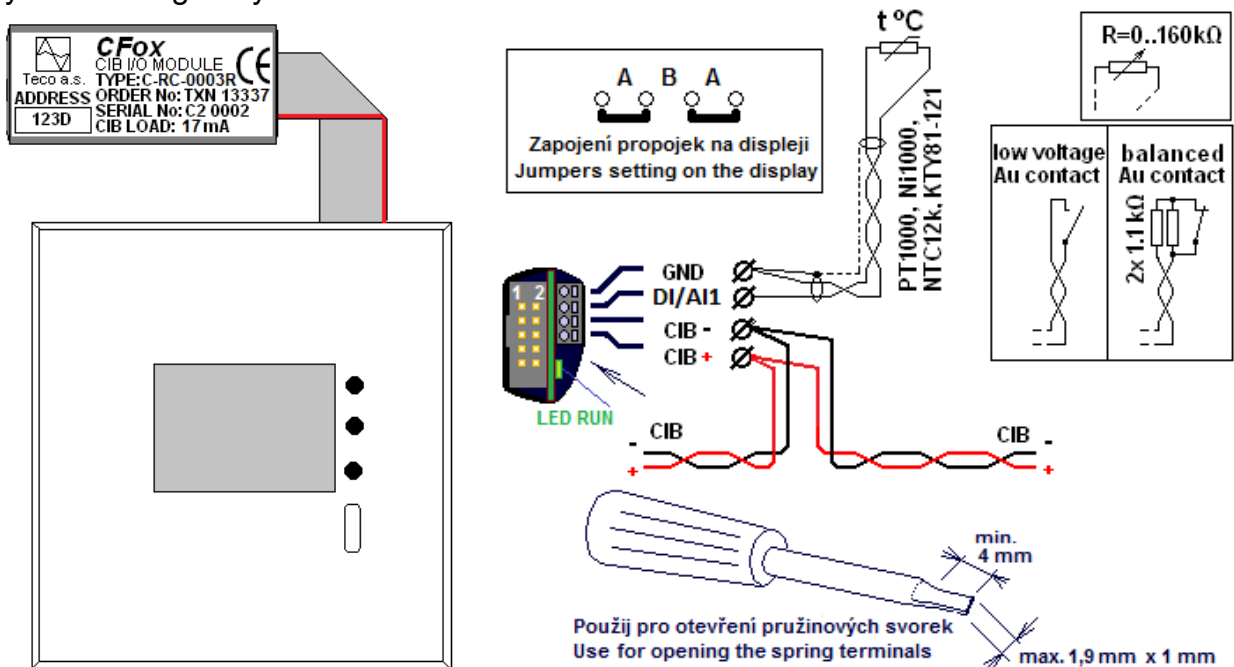 CFox
CIB I/O MODULE
Teco a.s.
TYPE:C-RC-0003R
ADDRESS
ORDER No: TXN 13337
123D
SERIAL No: C2 0002
CIB LOAD: 17 mA
CE
A B A
Zapojení propojek na displeji
Jumpers setting on the display
t ºC
PT1000, Ni1000,
NTC12k, KTY81-121
R=0..160kΩ
low voltage
Au contact
balanced
Au contact
2x 1.1 kΩ
1 2
GND
DI/AI1
CIB -
CIB +
LED RUN
- CIB
+
CIB -
+
min.
4 mm
Použij pro otevření pružinových svorek
Use for opening the spring terminals
max. 1,9 mm x 1 mm